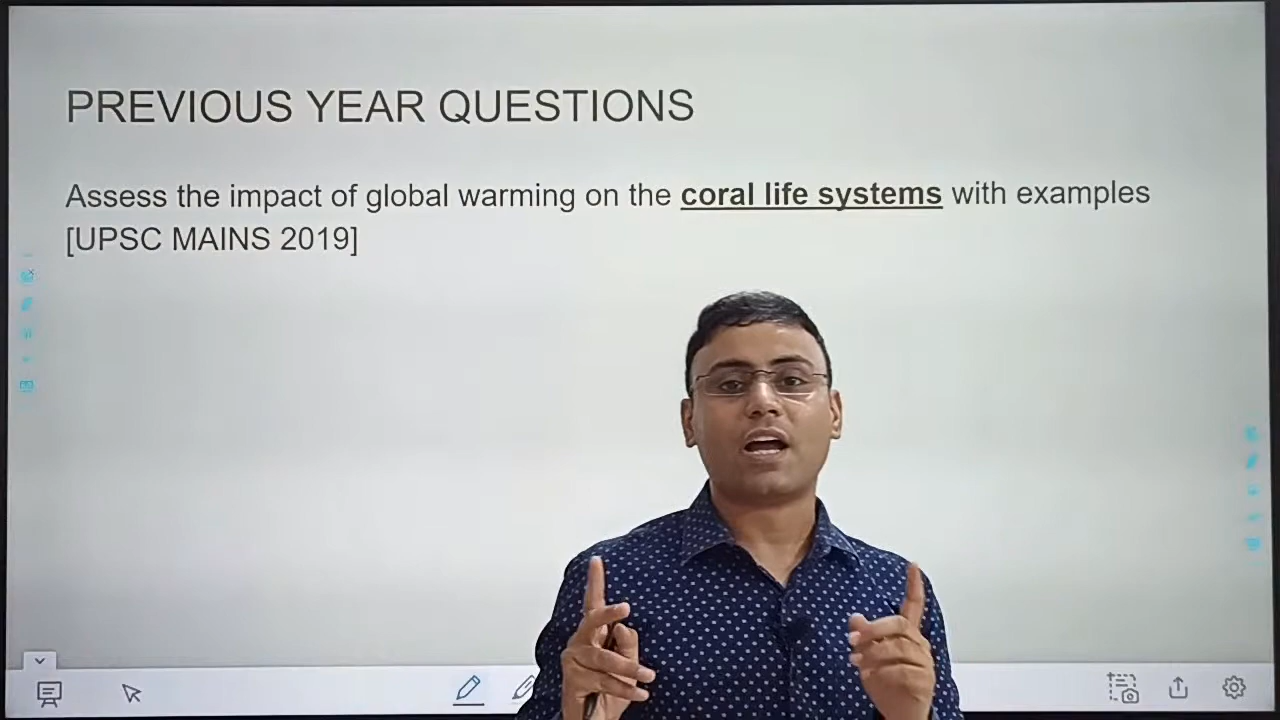 PREVIOUS YEAR QUESTIONS
Assess the impact of global warming on the coral life systems with examples
[UPSC MAINS 2019]